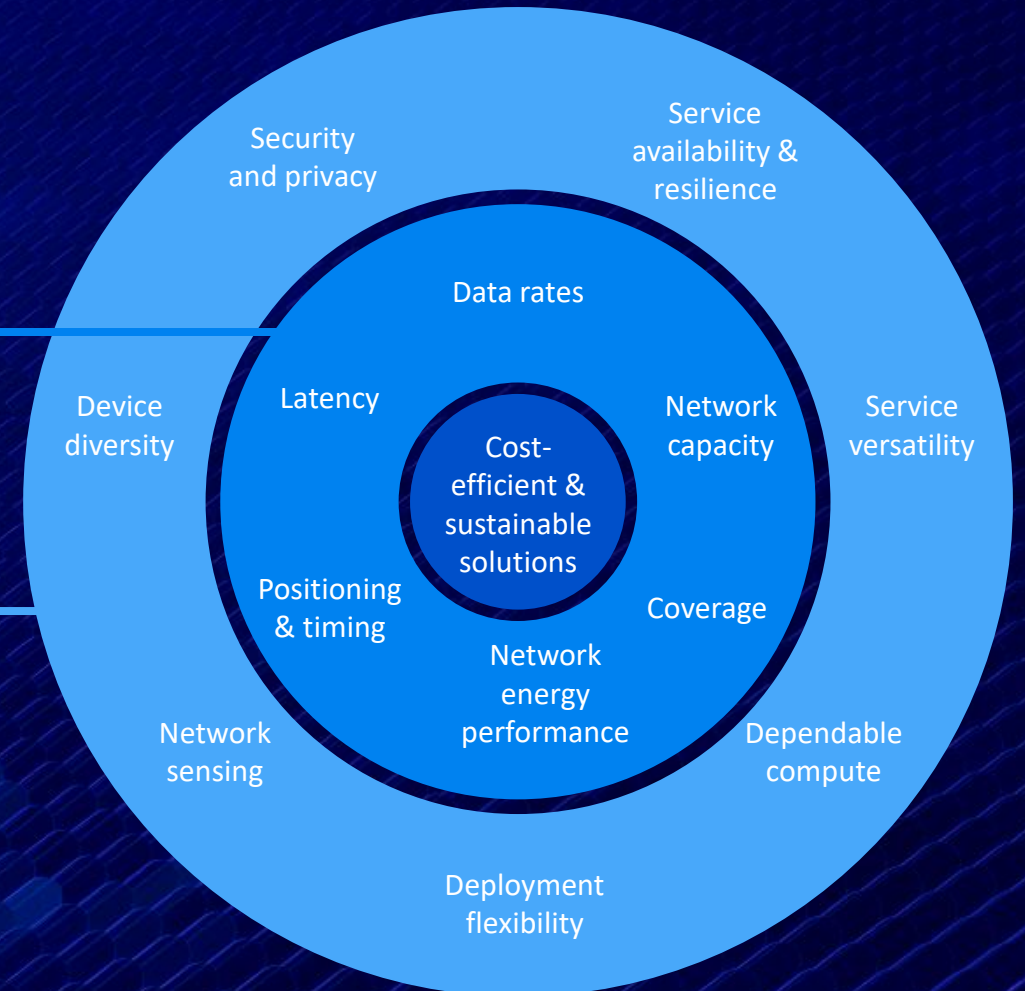 Security
and privacy
Service
availability &
resilience
Data rates
Latency
Network
capacity
Device
diversity
Service
versatility
Cost-
efficient &
sustainable
solutions
Positioning
& timing
Coverage
Network
energy
performance
Network
sensing
Dependable
compute
Deployment
flexibility